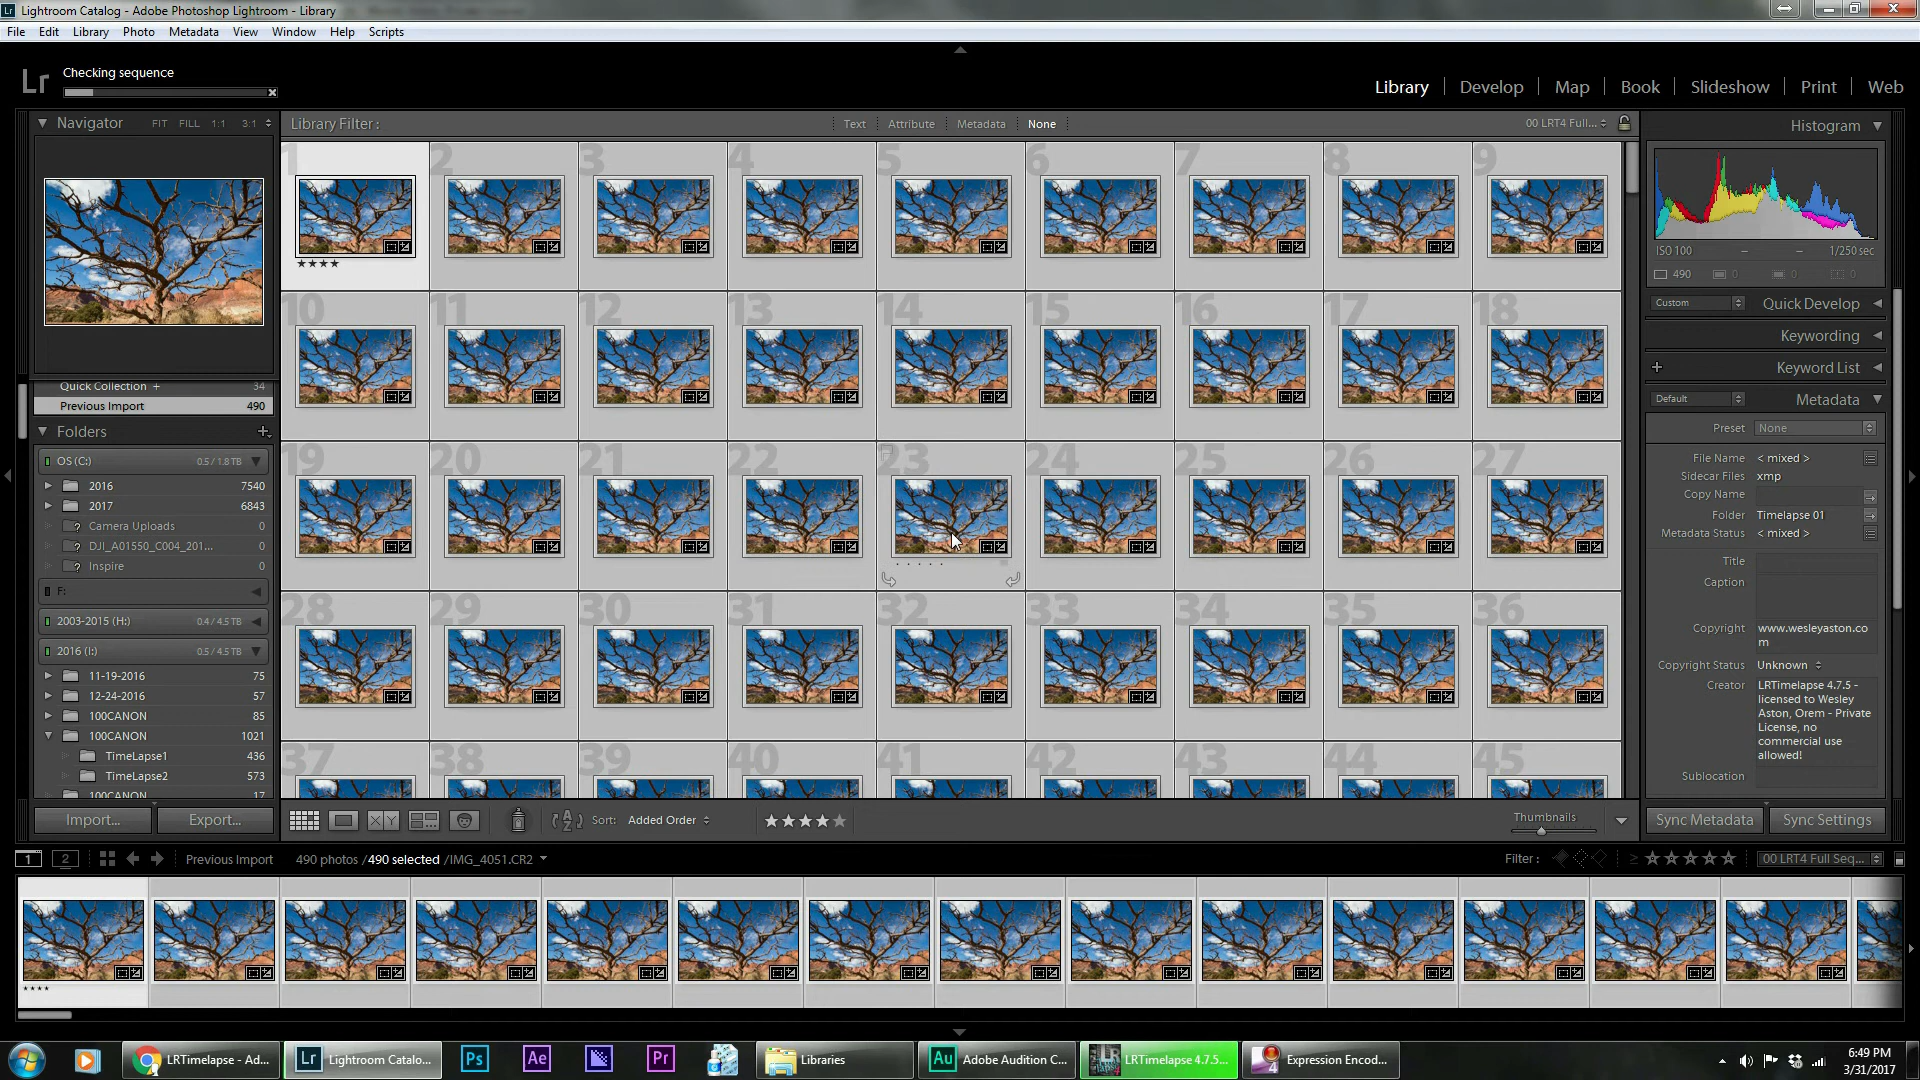 Lightroom Catalog - Adobe Photoshop Lightroom - Library
File Edit Library Photo Metadata View Window Help Scripts
Lr Checking sequence
Library Develop Map Book Slideshow Print Web
Navigator FIT FILL 1:1 3:1
Library Filter : Text Attribute Metadata None 00 LRT4 Full...
Histogram
1 2 3 4 5 6 7 8 9
ISO 100 – – 1/250 sec
490 0 0 0
Custom Quick Develop
10 11 12 13 14 15 16 17 18
Keywording
Keyword List
Quick Collection + 34
Previous Import 490
Default Metadata
Preset None
Folders
19 20 21 22 23 24 25 26 27
OS (C:) 0.5 / 1.8 TB
2016 7540
2017 6843
Camera Uploads 0
DJI_A01550_C004_201... 0
Inspire 0
F:
2003-2015 (H:) 0.4 / 4.5 TB
2016 (I:) 0.5 / 4.5 TB
11-19-2016 75
12-24-2016 57
100CANON 85
100CANON 1021
TimeLapse1 436
TimeLapse2 573
100CANON 17
File Name < mixed >
Sidecar Files xmp
Copy Name
Folder Timelapse 01
Metadata Status < mixed >
Title
Caption
28 29 30 31 32 33 34 35 36
Copyright www.wesleyaston.co
m
Copyright Status Unknown
Creator LRTimelapse 4.7.5 -
licensed to Wesley
Aston, Orem - Private
License, no
commercial use
allowed!
Sublocation
37 38 39 40 41 42 43 44 45
Import... Export...
Sort: Added Order
Thumbnails
Sync Metadata Sync Settings
1 2 Previous Import 490 photos / 490 selected / IMG_4051.CR2
Filter : 00 LRT4 Full Seq...
LRTimelapse - Ad...
Lr Lightroom Catalo...
Ps Ae Pr
Libraries
Au Adobe Audition C...
LRTimelapse 4.7.5...
4 Expression Encod...
6:49 PM
3/31/2017